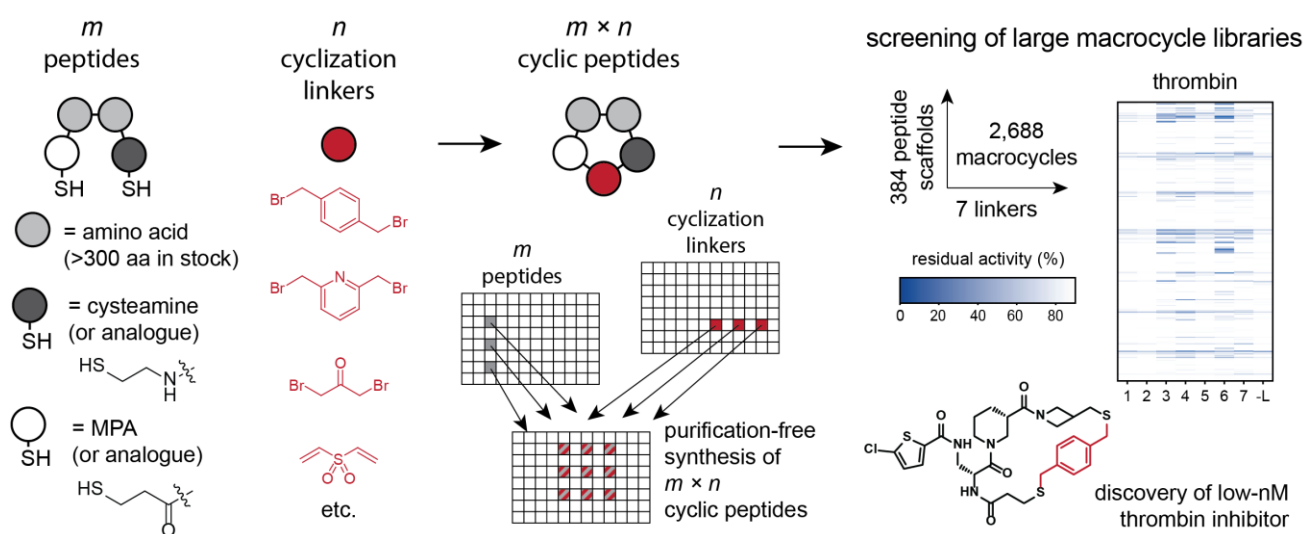 m
peptides
SH
SH
= amino acid
(>300 aa in stock)
SH
= cysteamine
(or analogue)
HS
N
H
SH
= MPA
(or analogue)
HS
O
n
cyclization
linkers
Br
Br
Br
N
Br
O
Br
Br
S
O
O
etc.
m × n
cyclic peptides
m
peptides
n
cyclization
linkers
purification-free
synthesis of
m × n
cyclic peptides
screening of large macrocycle libraries
384 peptide
scaffolds
2,688
macrocycles
7 linkers
residual activity (%)
0 20 40 60 80
thrombin
1 2 3 4 5 6 7 -L
O
N
S
Cl
S
O
NH
N
O
NH
O
S
discovery of low-nM
thrombin inhibitor